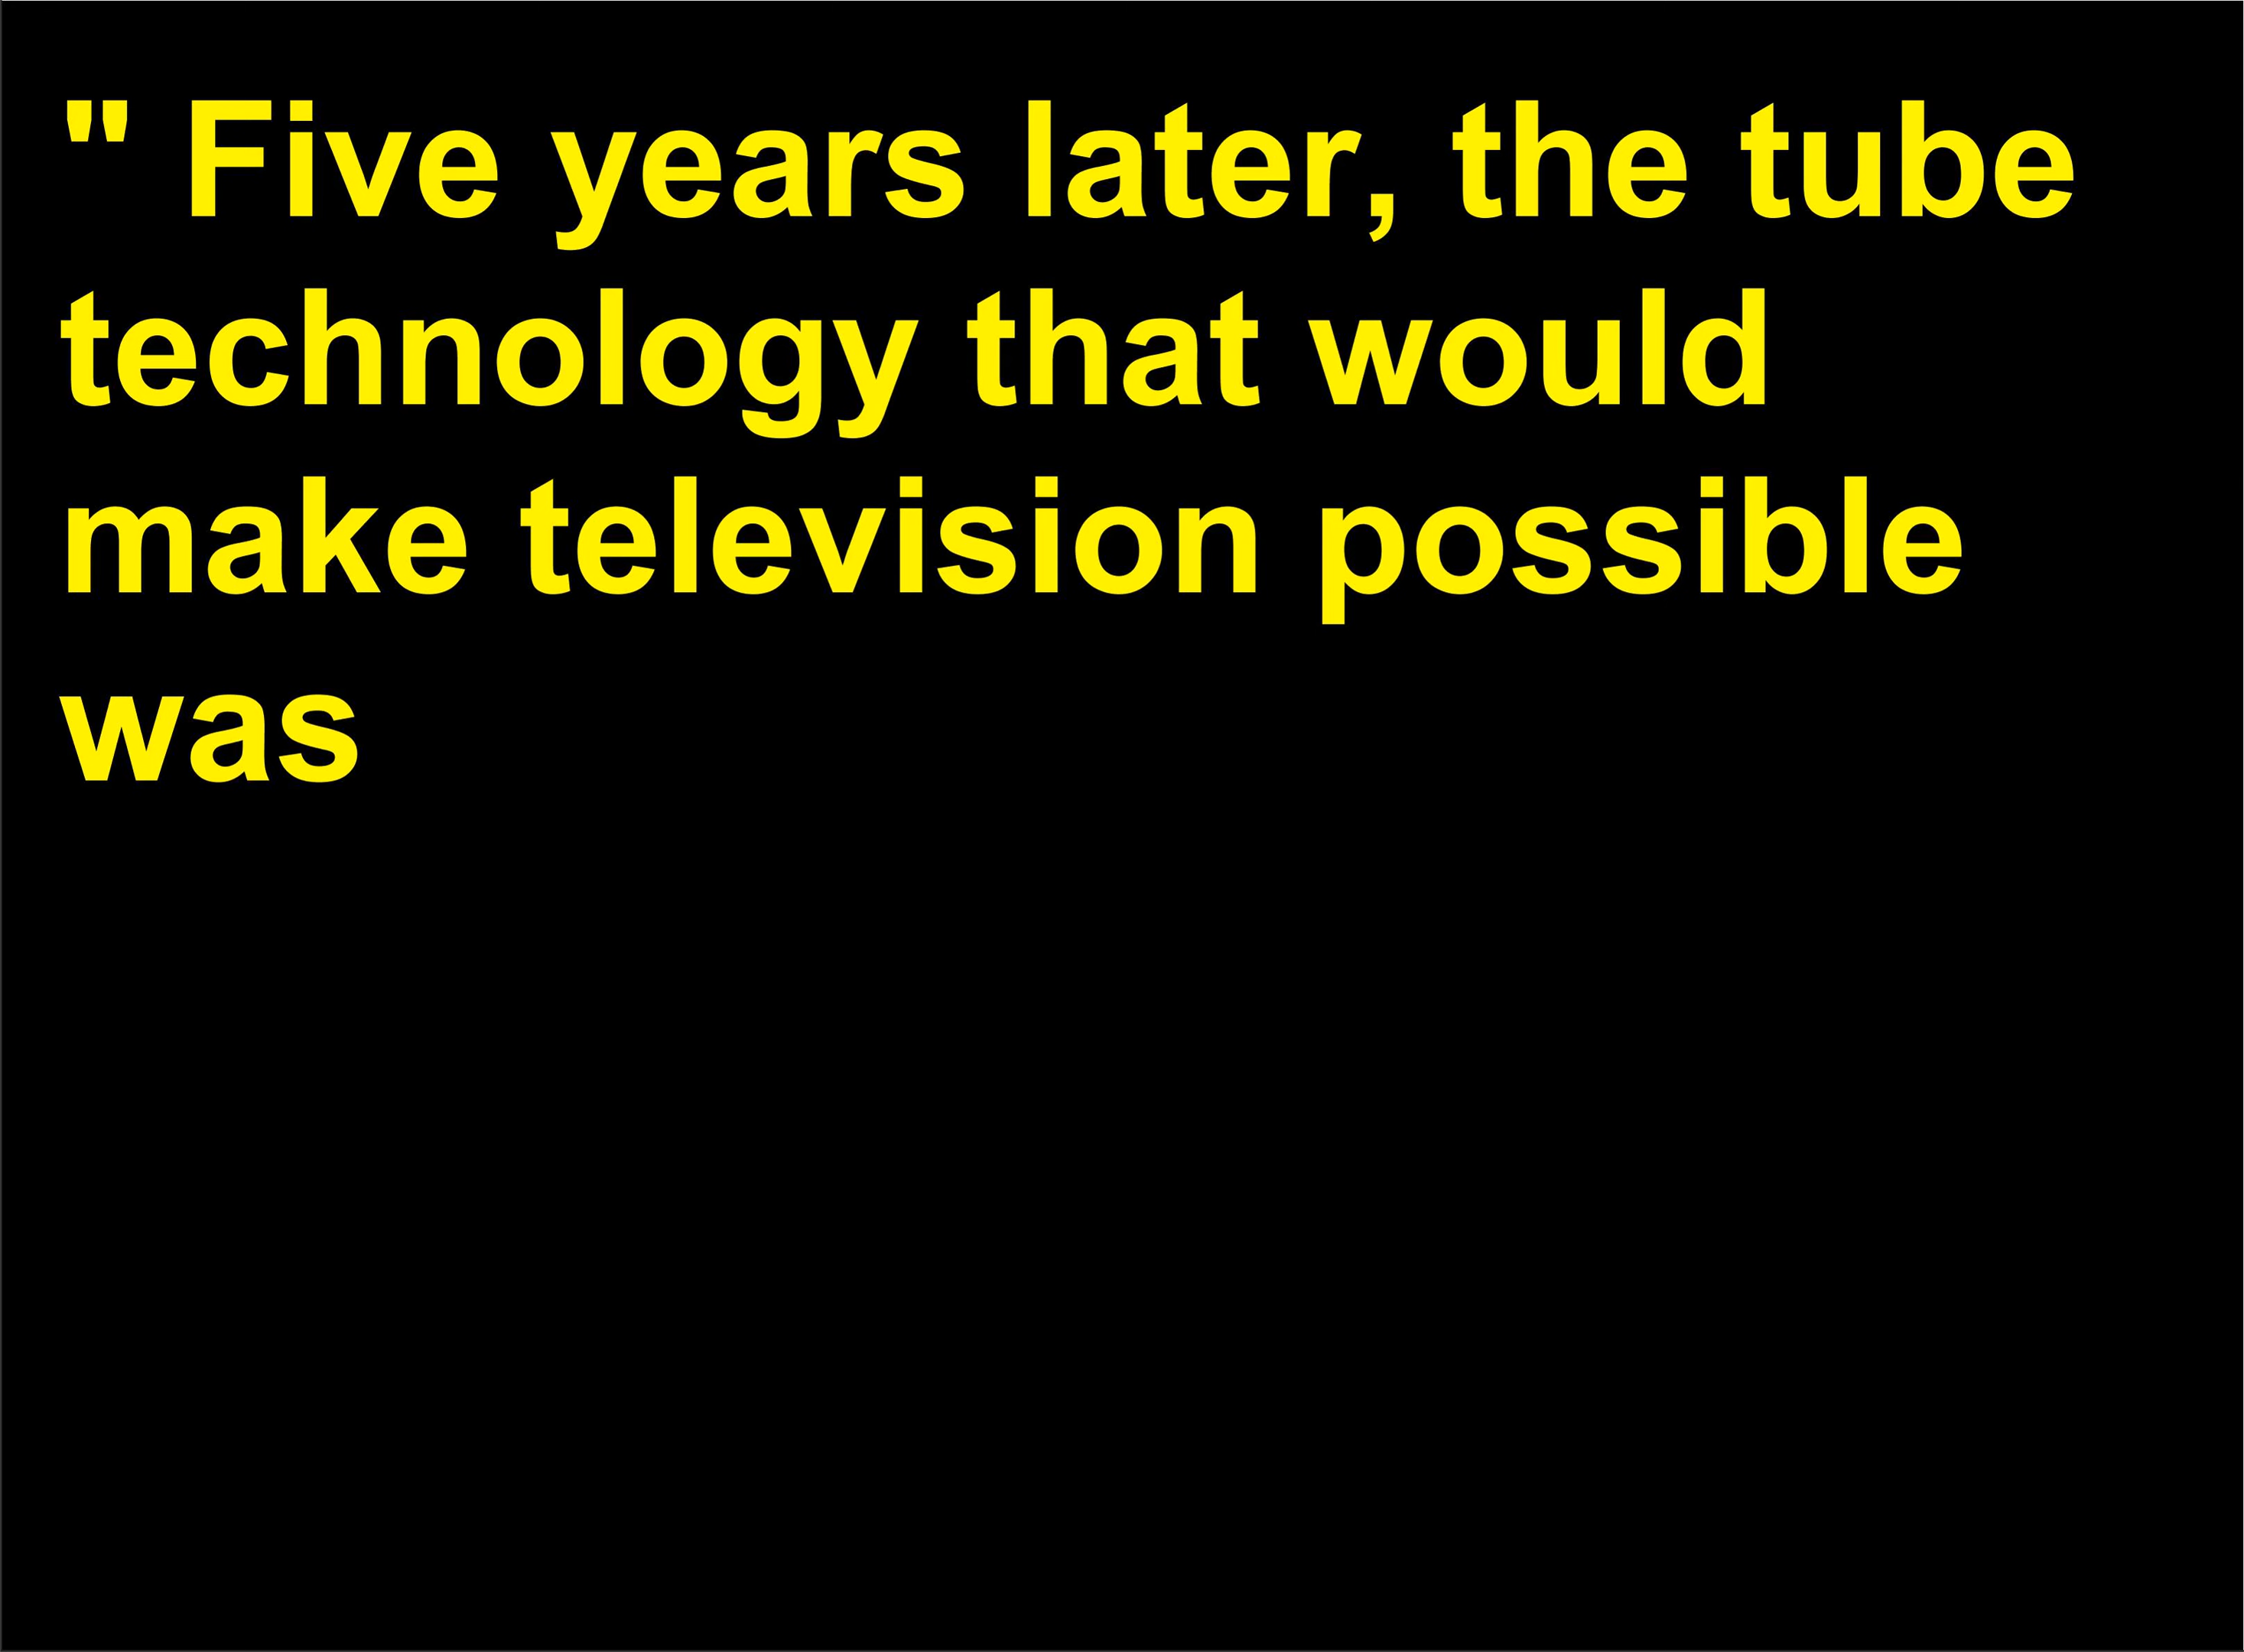 " Five years later, the tube
technology that would
make television possible
was